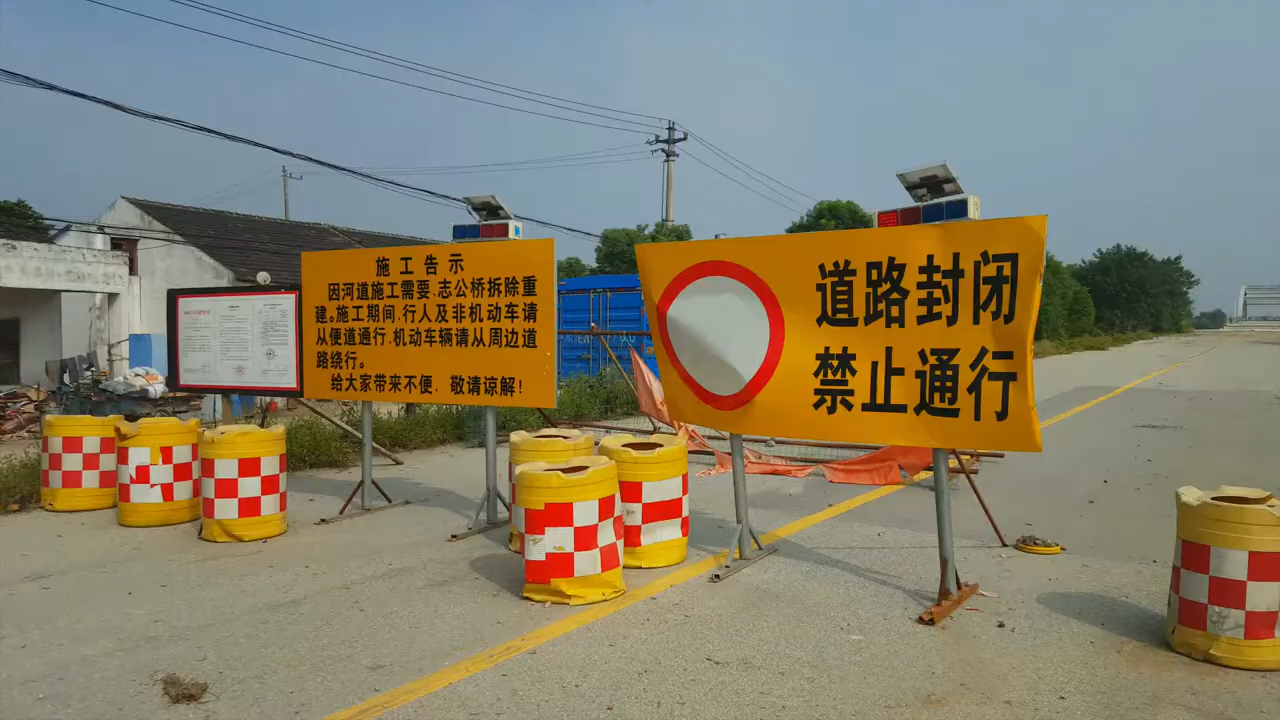 施工告示
因河道施工需要、志公桥拆除重
建。施工期间、行人及非机动车请
从便道通行、机动车辆请从周边道
路绕行。
给大家带来不便，敬请谅解！
道路封闭
禁止通行